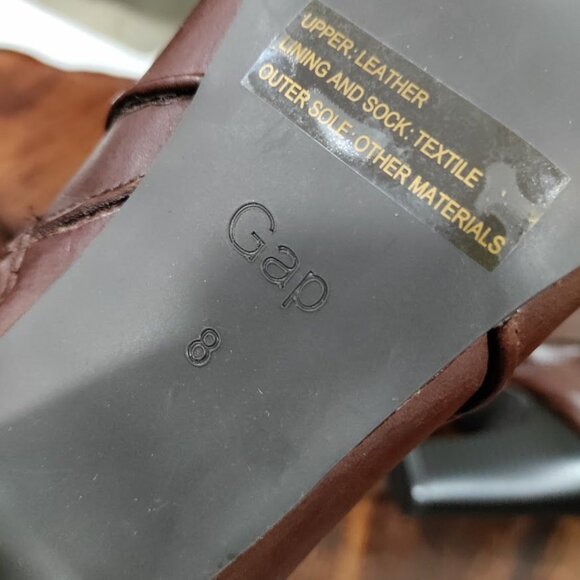 UPPER: LEATHER
LINING AND SOCK: TEXTILE
OUTER SOLE: OTHER MATERIALS
Gap
8